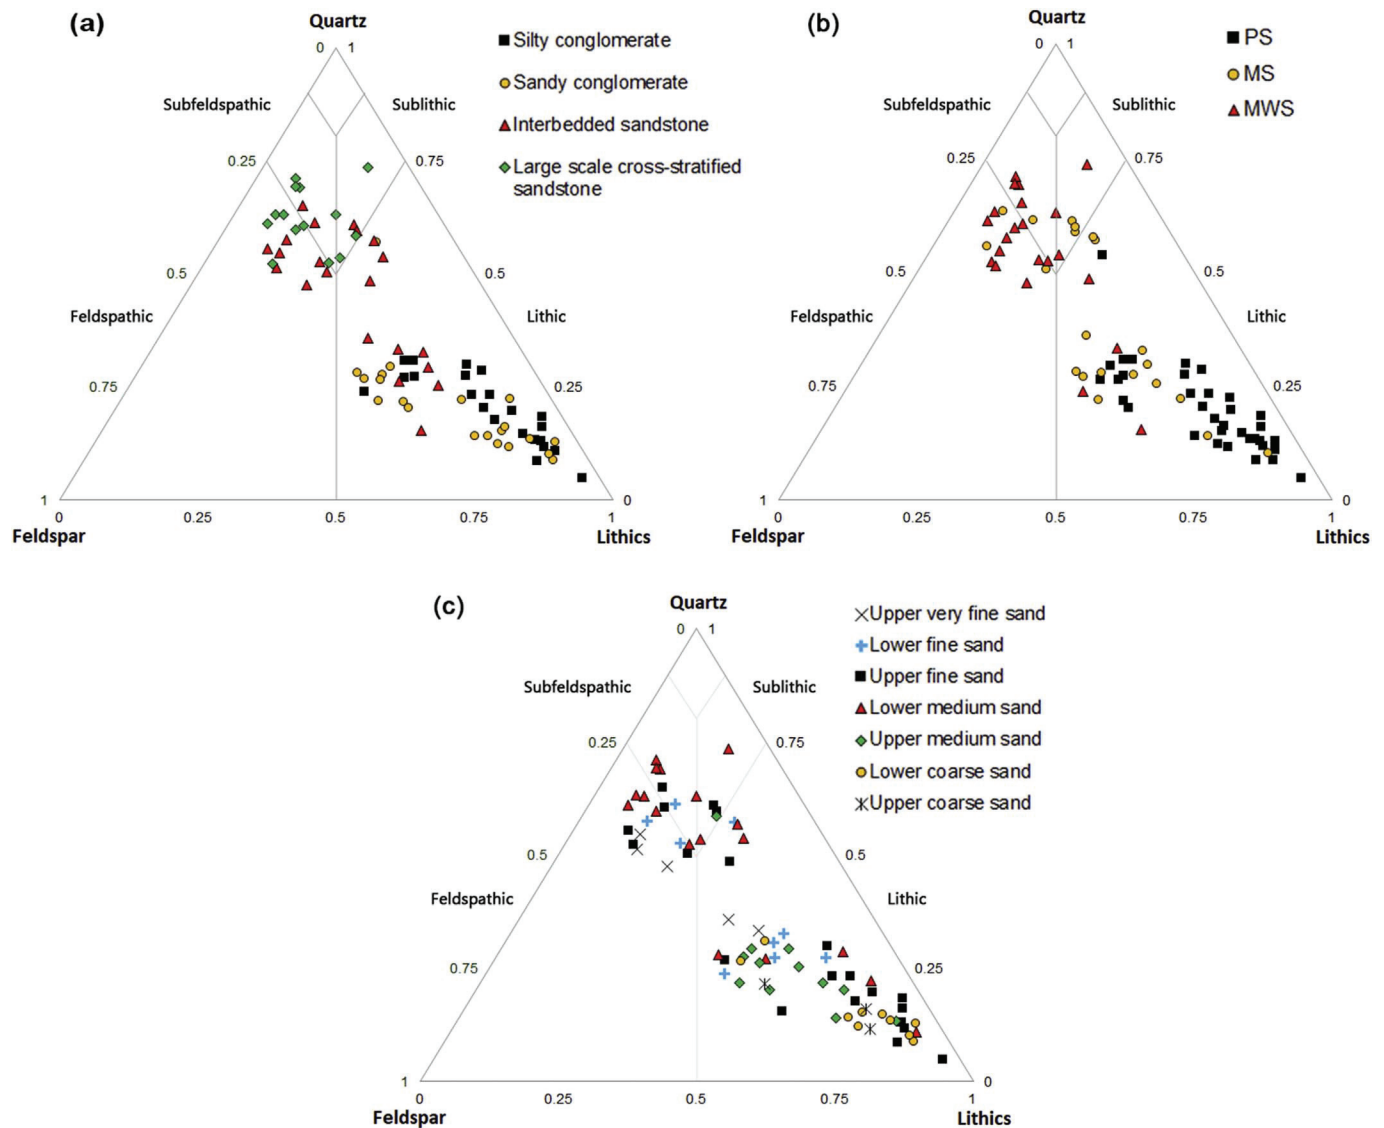 (a)
Quartz
0 1
Silty conglomerate
Sandy conglomerate
Interbedded sandstone
Large scale cross-stratified
sandstone
Subfeldspathic
Sublithic
0.25
0.75
0.5
0.5
Feldspathic
Lithic
0.75
0.25
1
0
0
0.25
0.5
0.75
1
Feldspar
Lithics
(b)
Quartz
0 1
PS
MS
MWS
Subfeldspathic
Sublithic
0.25
0.75
0.5
0.5
Feldspathic
Lithic
0.75
0.25
1
0
0
0.25
0.5
0.75
1
Feldspar
Lithics
(c)
Quartz
0 1
Upper very fine sand
Lower fine sand
Upper fine sand
Lower medium sand
Upper medium sand
Lower coarse sand
Upper coarse sand
Subfeldspathic
Sublithic
0.25
0.75
0.5
0.5
Feldspathic
Lithic
0.75
0.25
1
0
0
0.25
0.5
0.75
1
Feldspar
Lithics